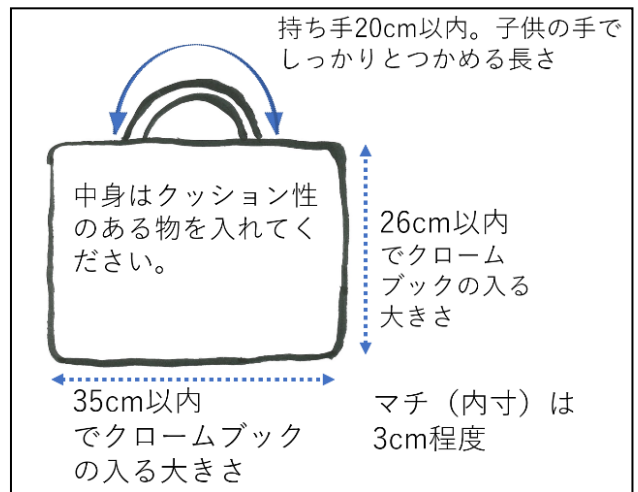 持ち手20cm以内。子供の手で
しっかりとつかめる長さ
中身はクッション性
のある物を入れてく
ださい。
26cm以内
でクローム
ブックの入る
大きさ
35cm以内
でクロームブック
の入る大きさ
マチ（内寸）は
3cm程度